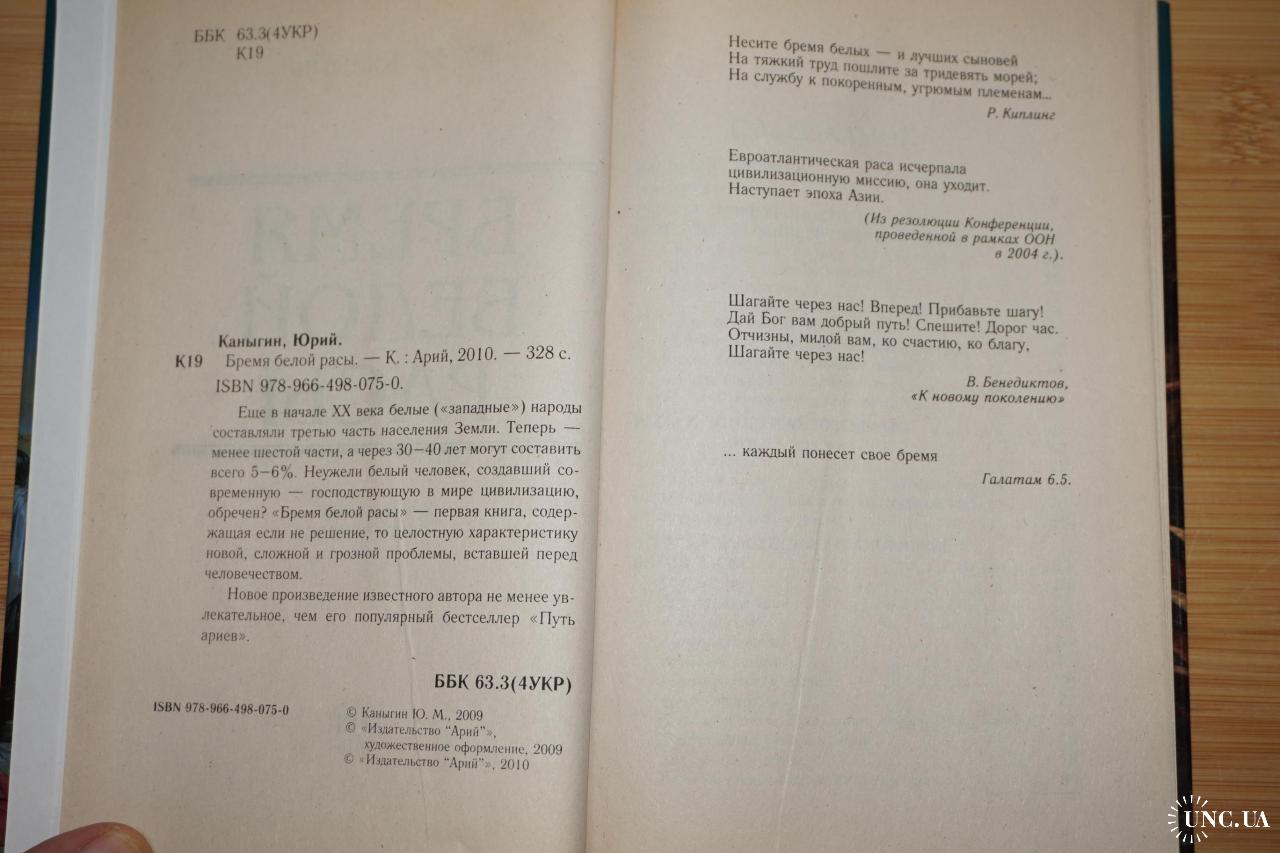 ББК 63.3(4УКР)
К19
Каныгин, Юрий.
К19 Бремя белой расы. — К. : Арий, 2010. — 328 с.
ISBN 978-966-498-075-0.
Еще в начале XX века белые («западные») народы
составляли третью часть населения Земли. Теперь —
менее шестой части, а через 30—40 лет могут составить
всего 5—6%. Неужели белый человек, создавший со-
временную — господствующую в мире цивилизацию,
обречен? «Бремя белой расы» — первая книга, содер-
жащая если не решение, то целостную характеристику
новой, сложной и грозной проблемы, вставшей перед
человечеством.
Новое произведение известного автора не менее ув-
лекательное, чем его популярный бестселлер «Путь
ариев».
ББК 63.3(4УКР)
ISBN 978-966-498-075-0
© Каныгин Ю. М., 2009
© «Издательство "Арий"»,
художественное оформление, 2009
© «Издательство "Арий"», 2010
Несите бремя белых — и лучших сыновей
На тяжкий труд пошлите за тридевять морей;
На службу к покоренным, угрюмым племенам...
Р. Киплинг
Евроатлантическая раса исчерпала
цивилизационную миссию, она уходит.
Наступает эпоха Азии.
(Из резолюции Конференции,
проведенной в рамках ООН
в 2004 г.).
Шагайте через нас! Вперед! Прибавьте шагу!
Дай Бог вам добрый путь! Спешите! Дорог час.
Отчизны, милой вам, ко счастию, ко благу,
Шагайте через нас!
В. Бенедиктов,
«К новому поколению»
... каждый понесет свое бремя
Галатам 6.5.
UNC.UA